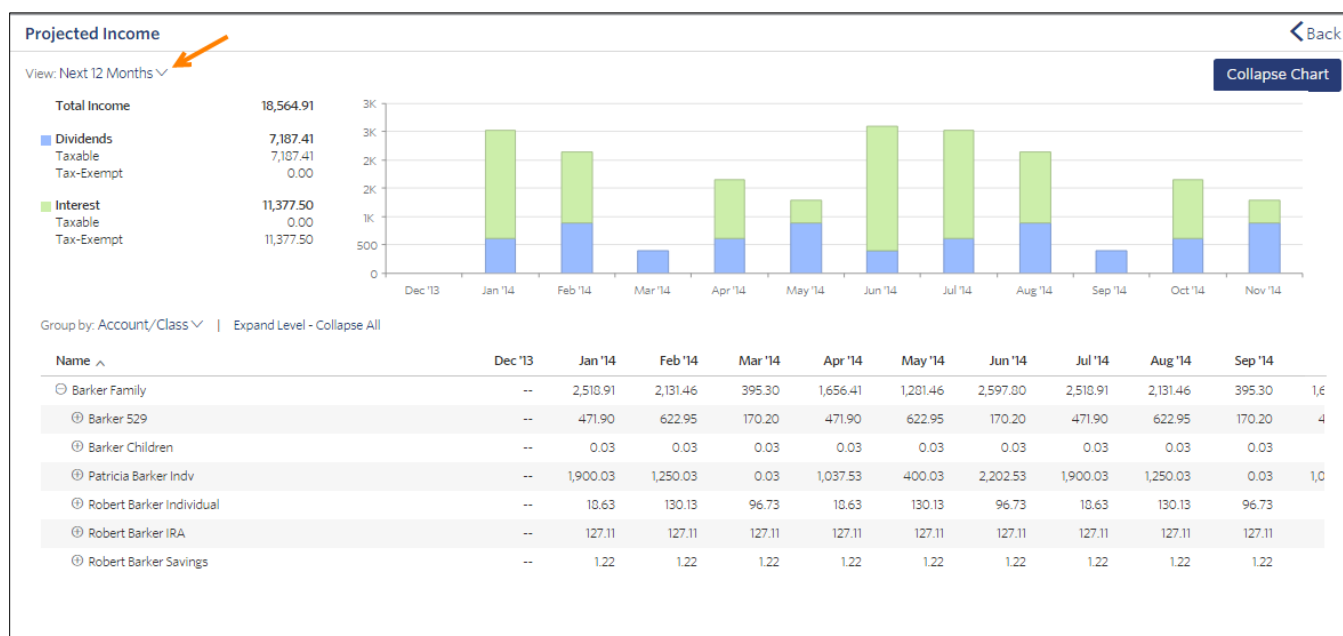 Projected Income
Back
View: Next 12 Months
Collapse Chart
Total Income 18,564.91
Dividends 7,187.41
Taxable 7,187.41
Tax-Exempt 0.00
Interest 11,377.50
Taxable 0.00
Tax-Exempt 11,377.50
3K
3K
2K
2K
1K
500
0
Dec '13 Jan '14 Feb '14 Mar '14 Apr '14 May '14 Jun '14 Jul '14 Aug '14 Sep '14 Oct '14 Nov '14
Group by: Account/Class | Expand Level - Collapse All
Name Dec '13 Jan '14 Feb '14 Mar '14 Apr '14 May '14 Jun '14 Jul '14 Aug '14 Sep '14
Barker Family -- 2,518.91 2,131.46 395.30 1,656.41 1,281.46 2,597.80 2,518.91 2,131.46 395.30 1,6
Barker 529 -- 471.90 622.95 170.20 471.90 622.95 170.20 471.90 622.95 170.20 4
Barker Children -- 0.03 0.03 0.03 0.03 0.03 0.03 0.03 0.03 0.03
Patricia Barker Indv -- 1,900.03 1,250.03 0.03 1,037.53 400.03 2,202.53 1,900.03 1,250.03 0.03 1,0
Robert Barker Individual -- 18.63 130.13 96.73 18.63 130.13 96.73 18.63 130.13 96.73
Robert Barker IRA -- 127.11 127.11 127.11 127.11 127.11 127.11 127.11 127.11 127.11
Robert Barker Savings -- 1.22 1.22 1.22 1.22 1.22 1.22 1.22 1.22 1.22